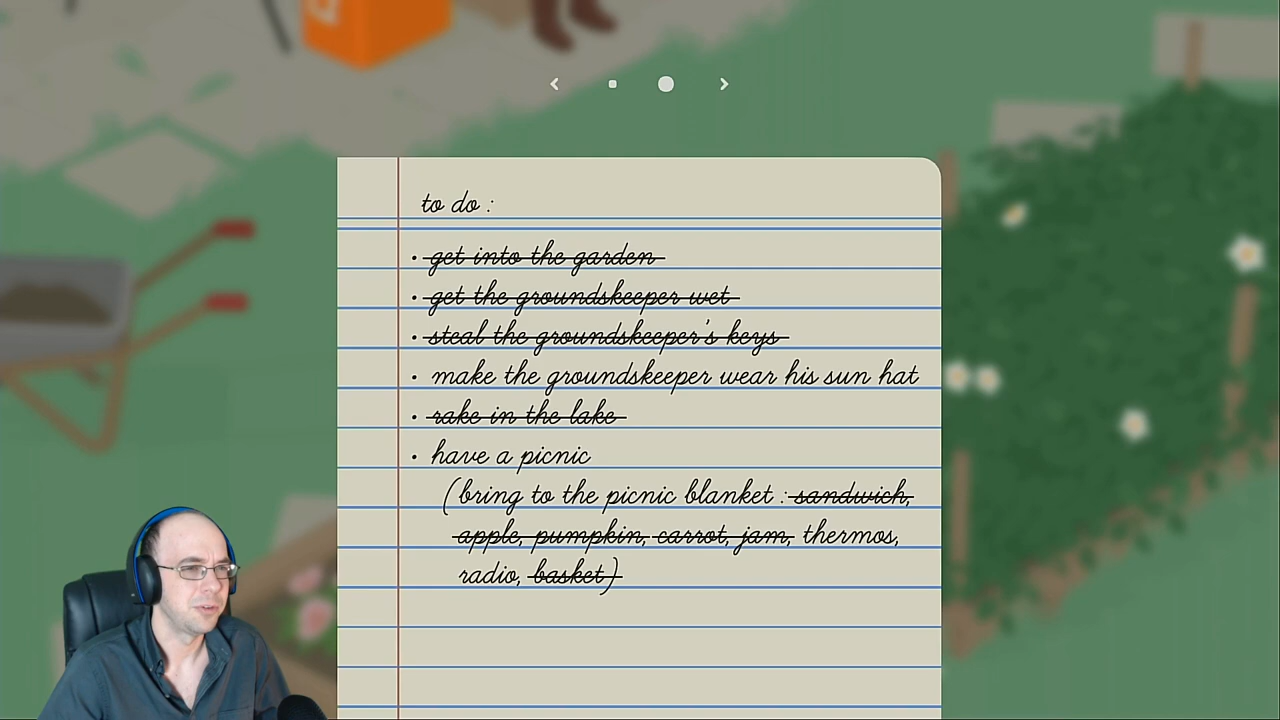 to do :
• get into the garden
• get the groundskeeper wet
• steal the groundskeeper's keys
• make the groundskeeper wear his sun hat
• rake in the lake
• have a picnic
(bring to the picnic blanket : sandwich,
apple, pumpkin, carrot, jam, thermos,
radio, basket)